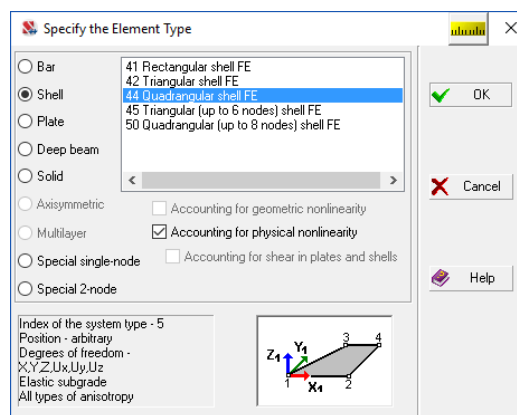 Specify the Element Type
Bar
Shell
Plate
Deep beam
Solid
Axisymmetric
Multilayer
Special single-node
Special 2-node
41 Rectangular shell FE
42 Triangular shell FE
44 Quadrangular shell FE
45 Triangular (up to 6 nodes) shell FE
50 Quadrangular (up to 8 nodes) shell FE
Accounting for geometric nonlinearity
Accounting for physical nonlinearity
Accounting for shear in plates and shells
OK
Cancel
Help
Index of the system type - 5
Position - arbitrary
Degrees of freedom -
X,Y,Z,Ux,Uy,Uz
Elastic subgrade
All types of anisotropy
Z1
Y1
X1
1
2
3
4